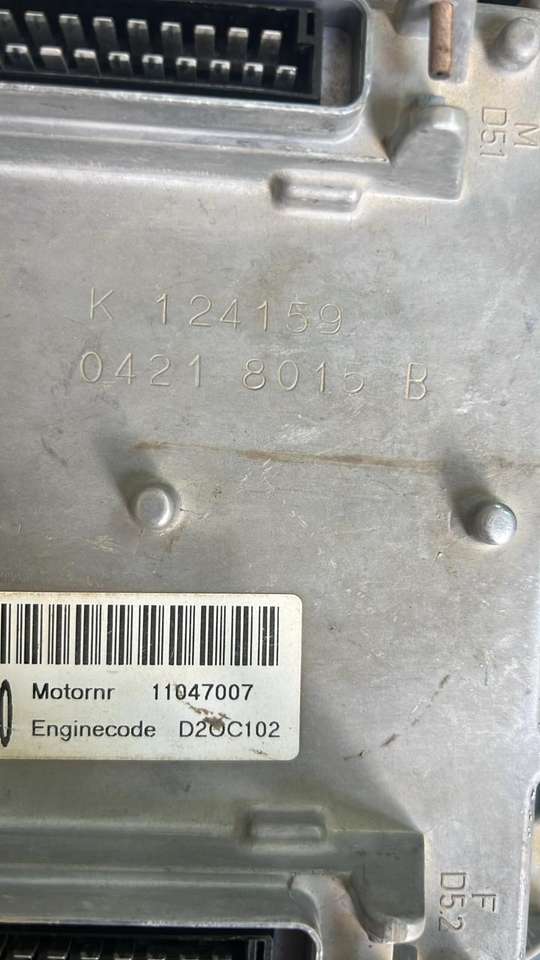 M
D5.1
K 124159
0421 8015 B
Motornr 11047007
Enginecode D2OC102
F
D5.2